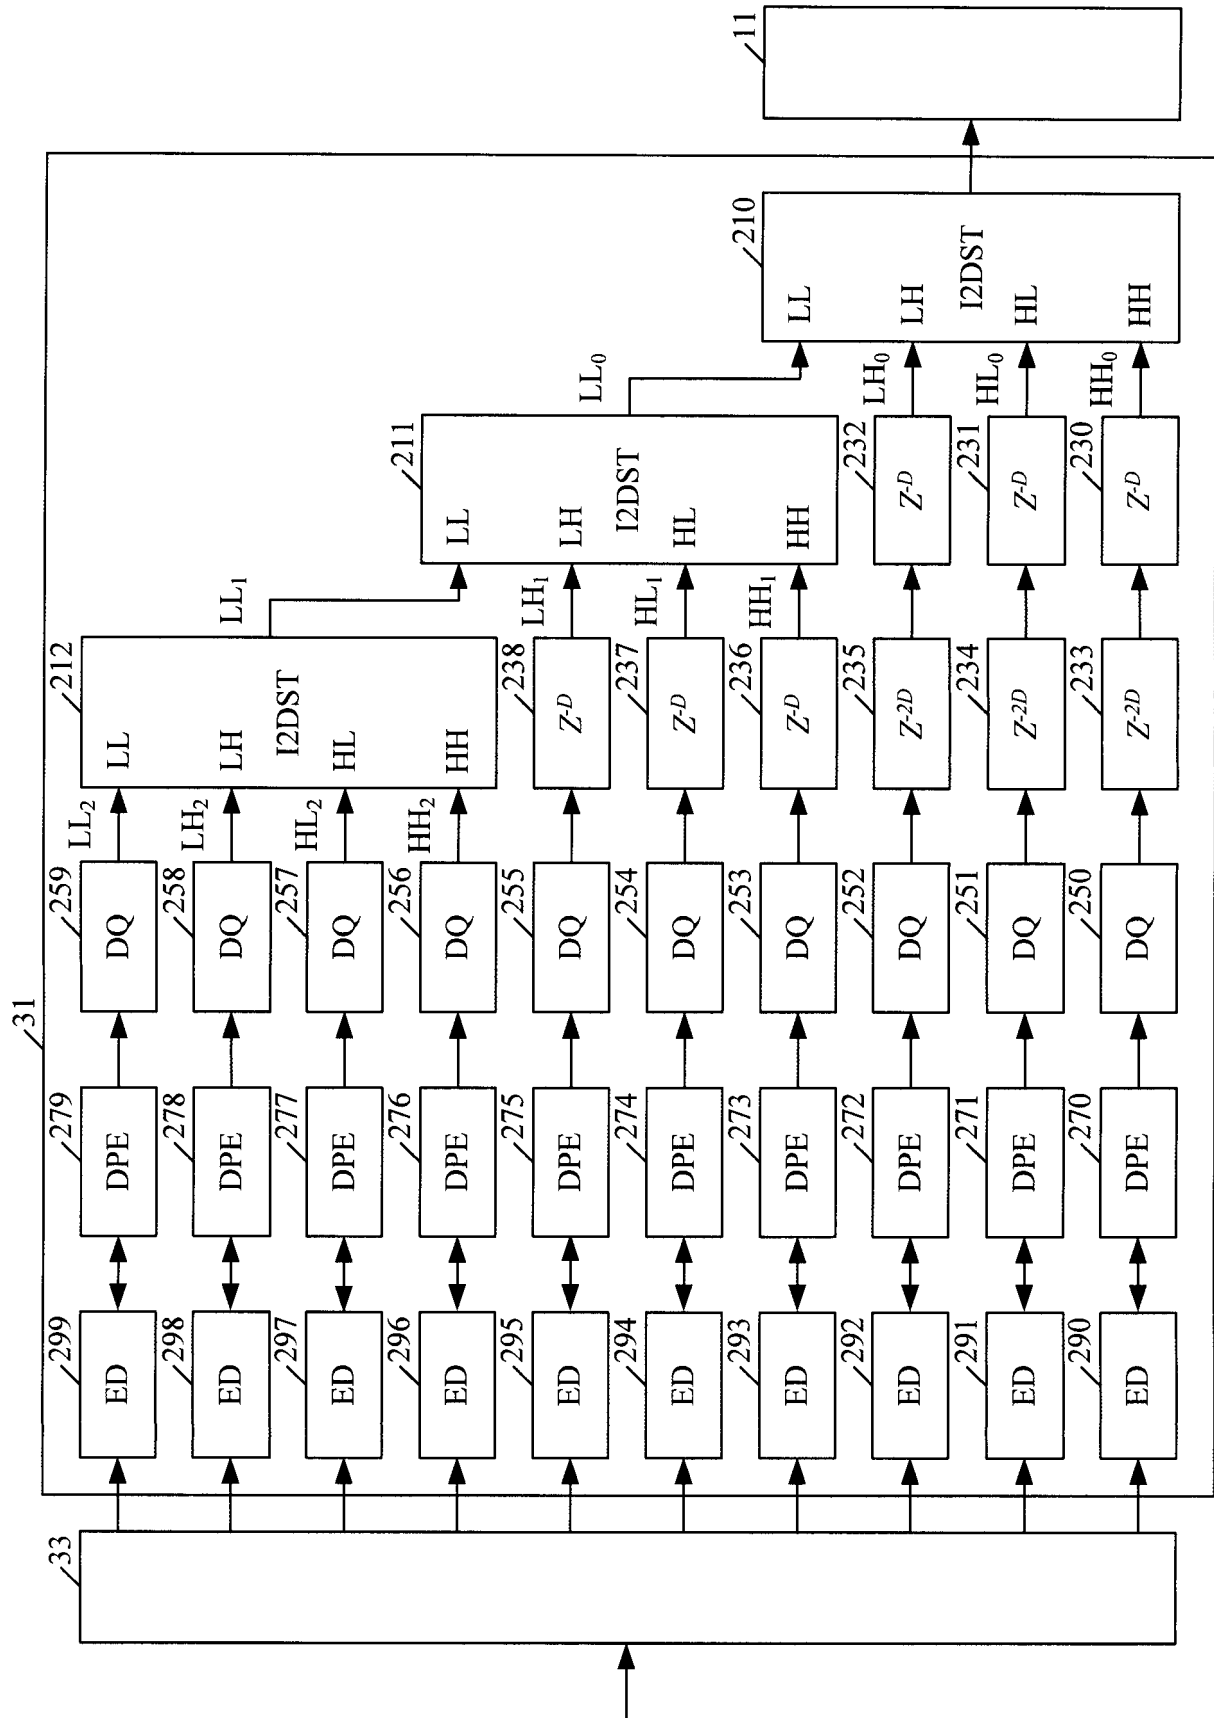 31
33
299
ED
298
ED
297
ED
296
ED
295
ED
294
ED
293
ED
292
ED
291
ED
290
ED
279
DPE
278
DPE
277
DPE
276
DPE
275
DPE
274
DPE
273
DPE
272
DPE
271
DPE
270
DPE
259
DQ
258
DQ
257
DQ
256
DQ
255
DQ
254
DQ
253
DQ
252
DQ
251
DQ
250
DQ
LL₂
LH₂
HL₂
HH₂
212
LL
LH
I2DST
HL
HH
238
Z⁻ᴰ
237
Z⁻ᴰ
236
Z⁻ᴰ
235
Z⁻²ᴰ
234
Z⁻²ᴰ
233
Z⁻²ᴰ
LL₁
LH₁
HL₁
HH₁
211
LL
LH
I2DST
HL
HH
232
Z⁻ᴰ
231
Z⁻ᴰ
230
Z⁻ᴰ
LL₀
LH₀
HL₀
HH₀
210
LL
LH
I2DST
HL
HH
11